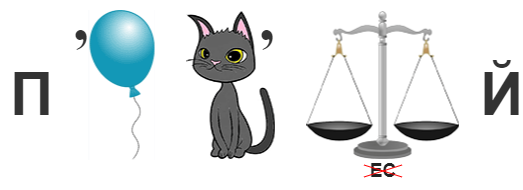 П , , Й
ЕС